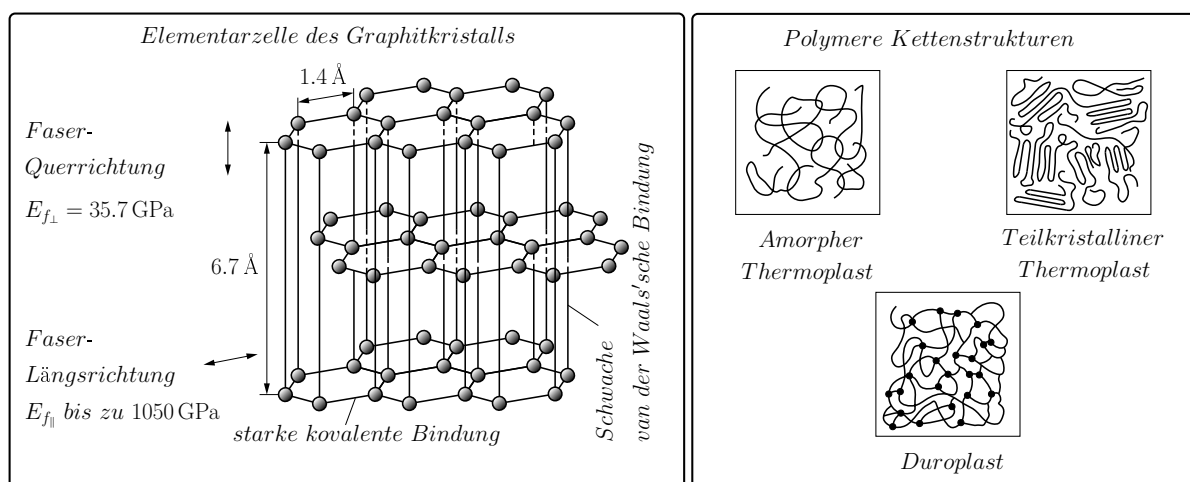 Elementarzelle des Graphitkristalls
1.4 Å
Faser-
Querrichtung
E_{f⊥} = 35.7 GPa
6.7 Å
Faser-
Längsrichtung
E_{f∥} bis zu 1050 GPa
starke kovalente Bindung
Schwache
van der Waals'sche Bindung
Polymere Kettenstrukturen
Amorpher
Thermoplast
Teilkristalliner
Thermoplast
Duroplast